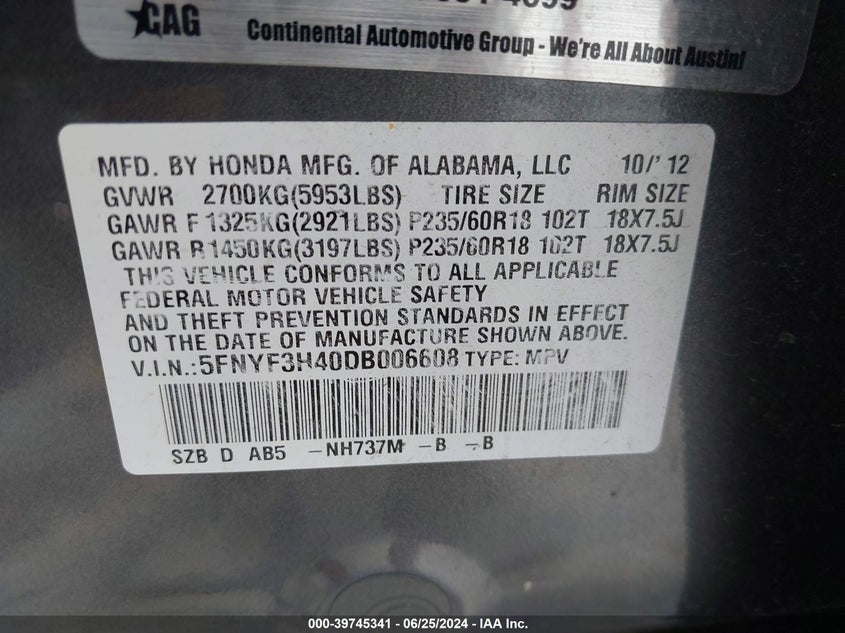 CAG
Continental Automotive Group - We're All About Austin!
MFD. BY HONDA MFG. OF ALABAMA, LLC 10/'12
GVWR 2700KG(5953LBS) TIRE SIZE RIM SIZE
GAWR F 1325KG(2921LBS) P235/60R18 102T 18X7.5J
GAWR R 1450KG(3197LBS) P235/60R18 102T 18X7.5J
THIS VEHICLE CONFORMS TO ALL APPLICABLE
FEDERAL MOTOR VEHICLE SAFETY
AND THEFT PREVENTION STANDARDS IN EFFECT
ON THE DATE OF MANUFACTURE SHOWN ABOVE.
V.I.N.:5FNYF3H40DB006608 TYPE: MPV
SZB D AB5 -NH737M -B -B
000-39745341 - 06/25/2024 - IAA Inc.